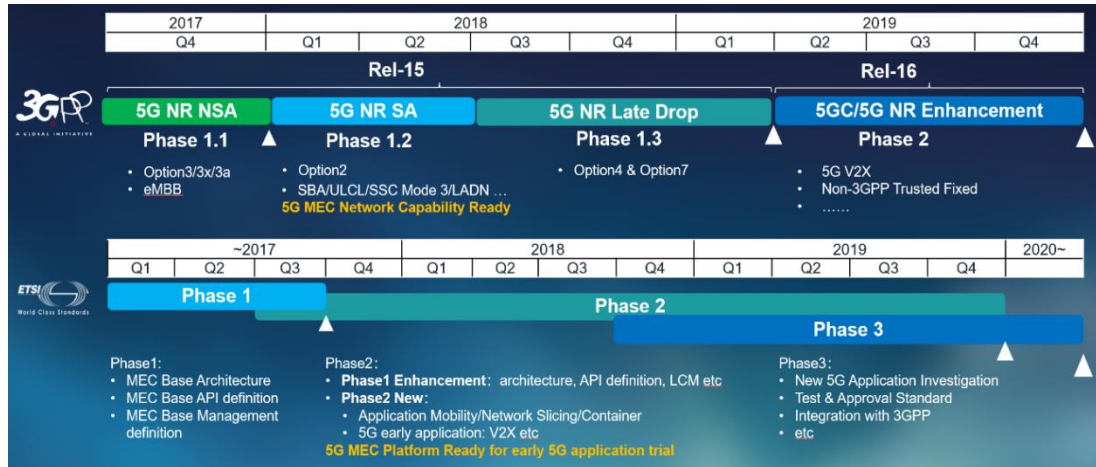 2017 2018 2019
Q4 Q1 Q2 Q3 Q4 Q1 Q2 Q3 Q4
Rel-15 Rel-16
3GPP
A GLOBAL INITIATIVE
5G NR NSA 5G NR SA 5G NR Late Drop 5GC/5G NR Enhancement
Phase 1.1 Phase 1.2 Phase 1.3 Phase 2
• Option3/3x/3a
• eMBB
• Option2
• SBA/ULCL/SSC Mode 3/LADN ...
5G MEC Network Capability Ready
• Option4 & Option7
• 5G V2X
• Non-3GPP Trusted Fixed
• ……
~2017 2018 2019 2020~
Q1 Q2 Q3 Q4 Q1 Q2 Q3 Q4 Q1 Q2 Q3 Q4
ETSI
World Class Standards
Phase 1 Phase 2
Phase 3
Phase1:
• MEC Base Architecture
• MEC Base API definition
• MEC Base Management
definition
Phase2:
• Phase1 Enhancement: architecture, API definition, LCM etc
• Phase2 New:
• Application Mobility/Network Slicing/Container
• 5G early application: V2X etc
5G MEC Platform Ready for early 5G application trial
Phase3:
• New 5G Application Investigation
• Test & Approval Standard
• Integration with 3GPP
• etc